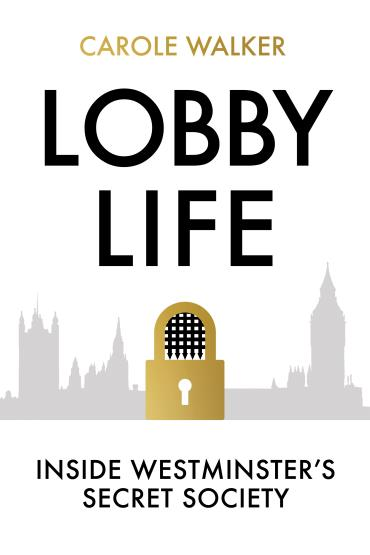 CAROLE WALKER
LOBBY
LIFE
INSIDE WESTMINSTER’S
SECRET SOCIETY